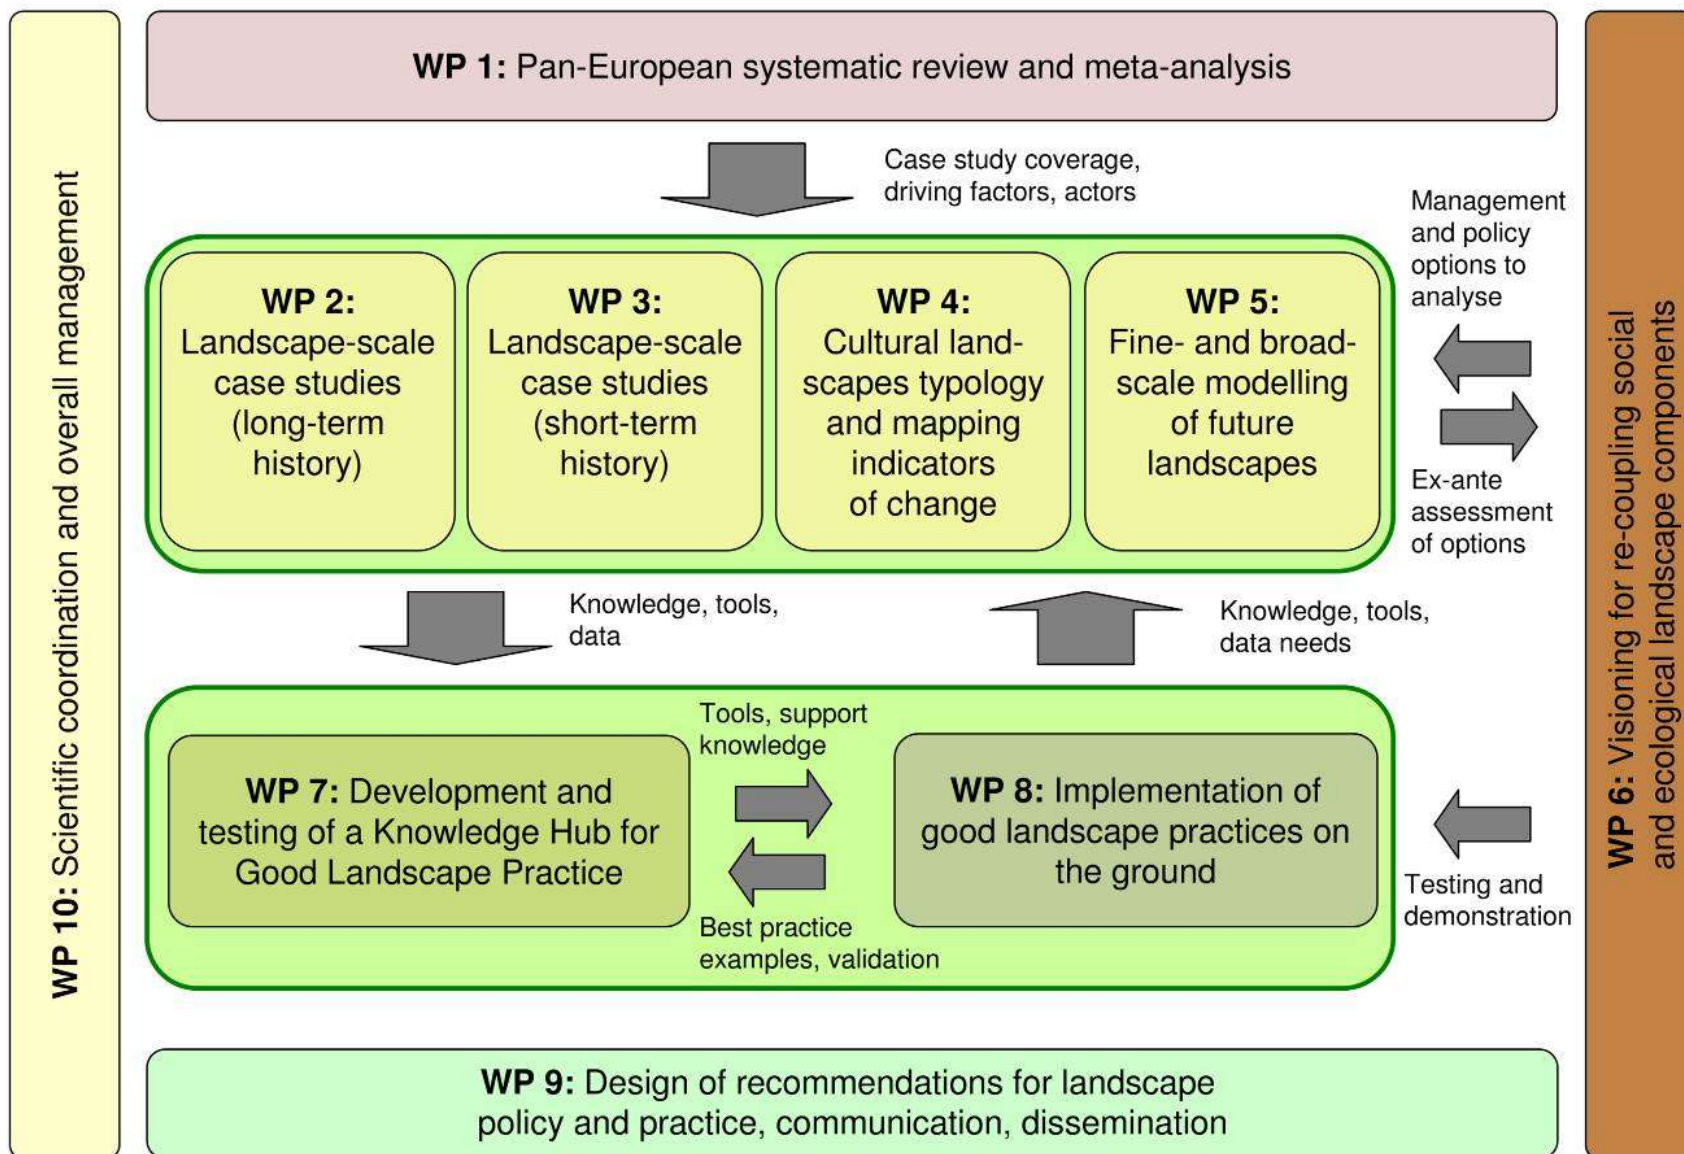 WP 10: Scientific coordination and overall management
WP 1: Pan-European systematic review and meta-analysis
Case study coverage,
driving factors, actors
WP 2:
Landscape-scale
case studies
(long-term
history)
WP 3:
Landscape-scale
case studies
(short-term
history)
WP 4:
Cultural land-
scapes typology
and mapping
indicators
of change
WP 5:
Fine- and broad-
scale modelling
of future
landscapes
Management
and policy
options to
analyse
Ex-ante
assessment
of options
Knowledge, tools,
data
Knowledge, tools,
data needs
WP 7: Development and
testing of a Knowledge Hub for
Good Landscape Practice
Tools, support
knowledge
Best practice
examples, validation
WP 8: Implementation of
good landscape practices on
the ground
Testing and
demonstration
WP 6: Visioning for re-coupling social
and ecological landscape components
WP 9: Design of recommendations for landscape
policy and practice, communication, dissemination